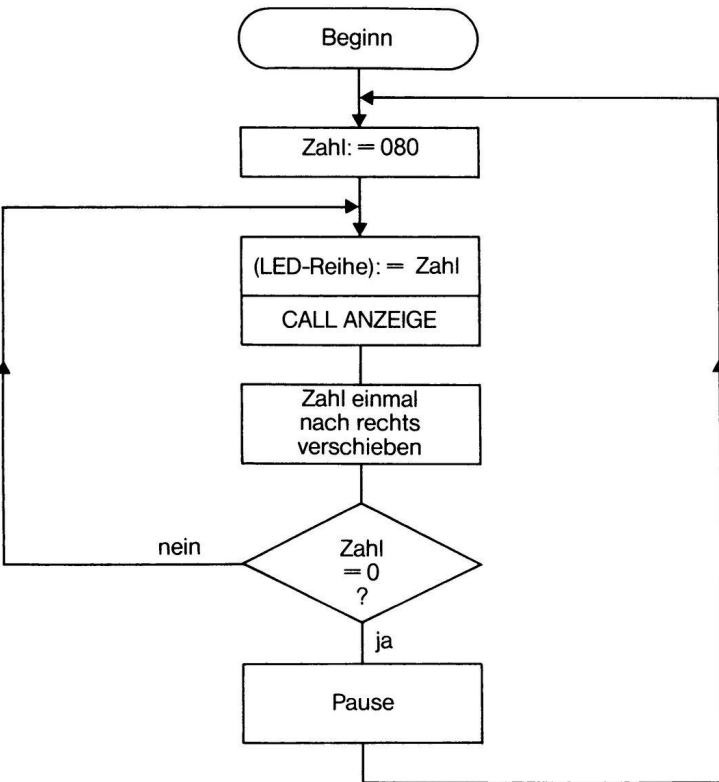 Beginn
Zahl: = 080
(LED-Reihe): = Zahl
CALL ANZEIGE
Zahl einmal
nach rechts
verschieben
nein
Zahl
= 0
?
ja
Pause